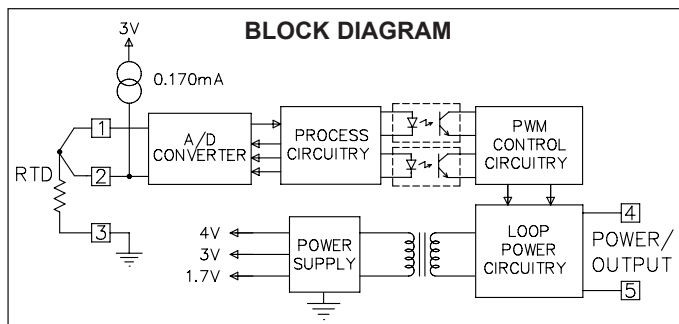 BLOCK DIAGRAM
3V
0.170mA
1
A/D
CONVERTER
PROCESS
CIRCUITRY
PWM
CONTROL
CIRCUITRY
2
RTD
3
4V
3V
1.7V
POWER
SUPPLY
LOOP
POWER
CIRCUITRY
4
POWER/
OUTPUT
5